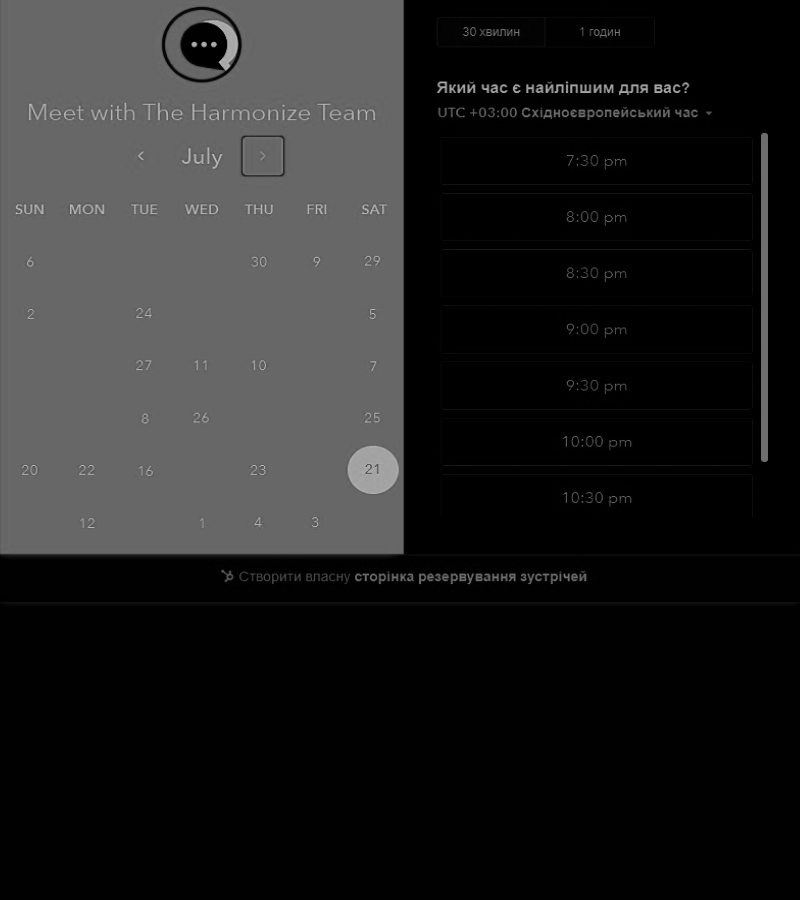 Meet with The Harmonize Team
July
SUN MON TUE WED THU FRI SAT
6 30 9 29
2 24 5
27 11 10 7
8 26 25
20 22 16 23 21
12 1 4 3
30 хвилин 1 годин
Який час є найліпшим для вас?
UTC +03:00 Східноєвропейський час
7:30 pm
8:00 pm
8:30 pm
9:00 pm
9:30 pm
10:00 pm
10:30 pm
Створити власну сторінка резервування зустрічей